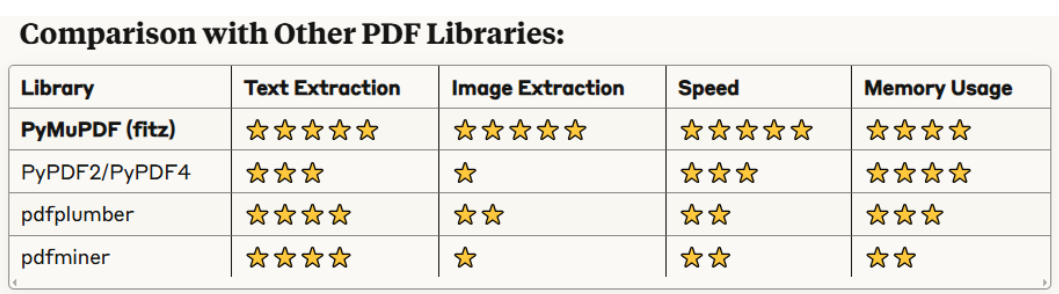 Comparison with Other PDF Libraries:
Library Text Extraction Image Extraction Speed Memory Usage
PyMuPDF (fitz) ⭐⭐⭐⭐⭐ ⭐⭐⭐⭐⭐ ⭐⭐⭐⭐⭐ ⭐⭐⭐⭐
PyPDF2/PyPDF4 ⭐⭐⭐ ⭐ ⭐⭐⭐ ⭐⭐⭐⭐
pdfplumber ⭐⭐⭐⭐ ⭐⭐ ⭐⭐ ⭐⭐⭐
pdfminer ⭐⭐⭐⭐ ⭐ ⭐⭐ ⭐⭐